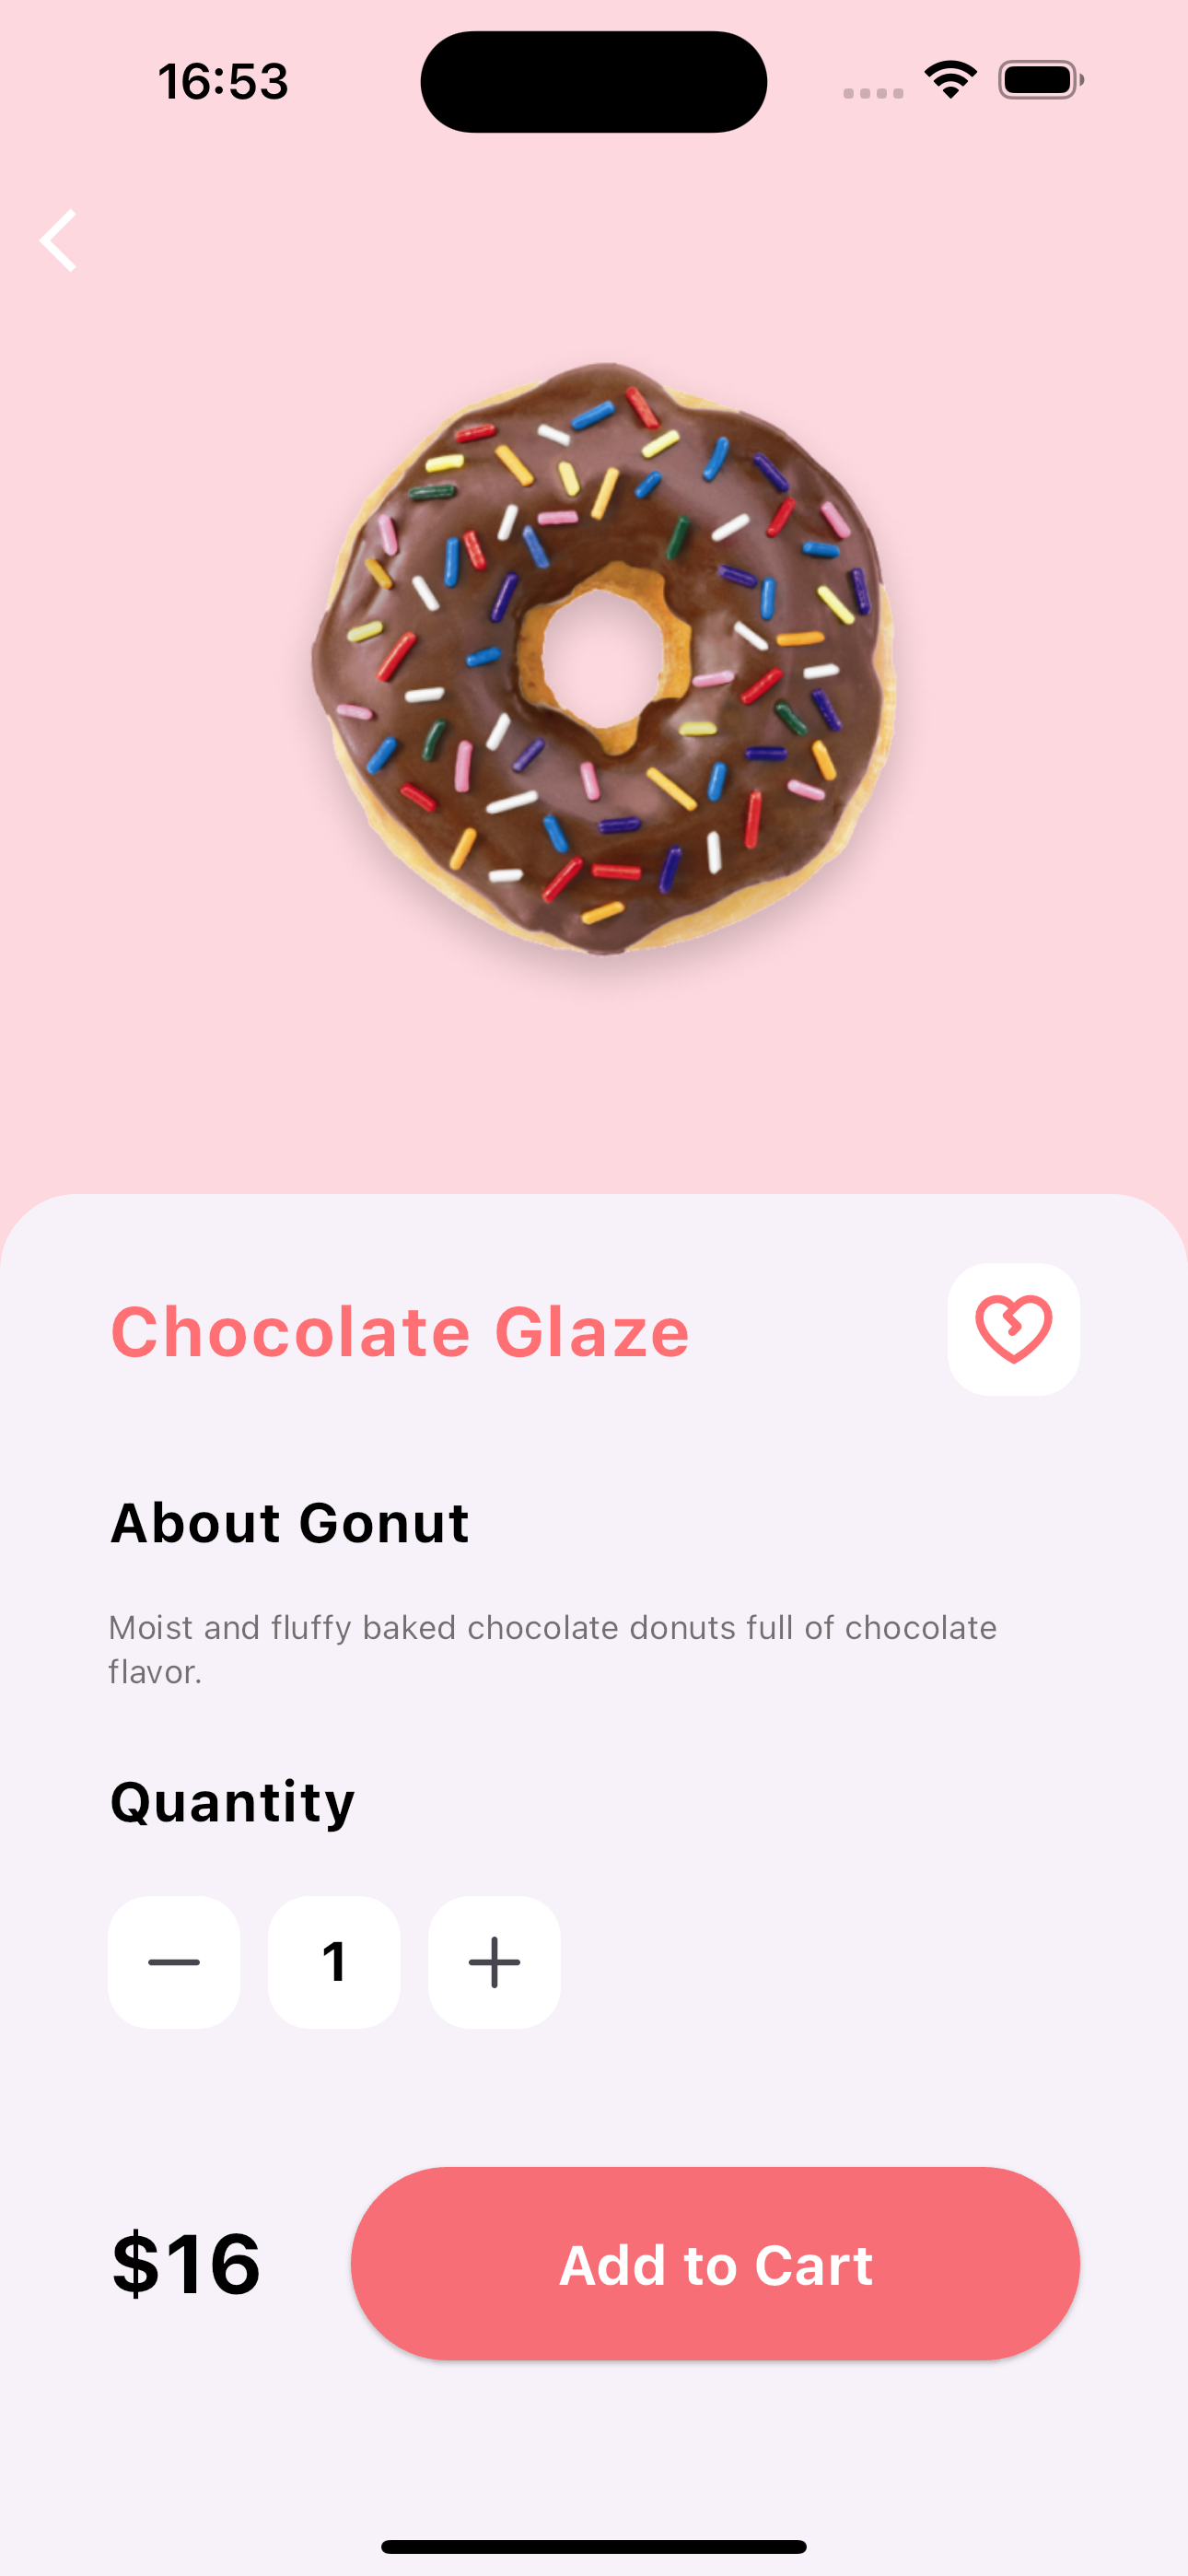 16:53
Chocolate Glaze
About Gonut
Moist and fluffy baked chocolate donuts full of chocolate
flavor.
Quantity
1
$16
Add to Cart